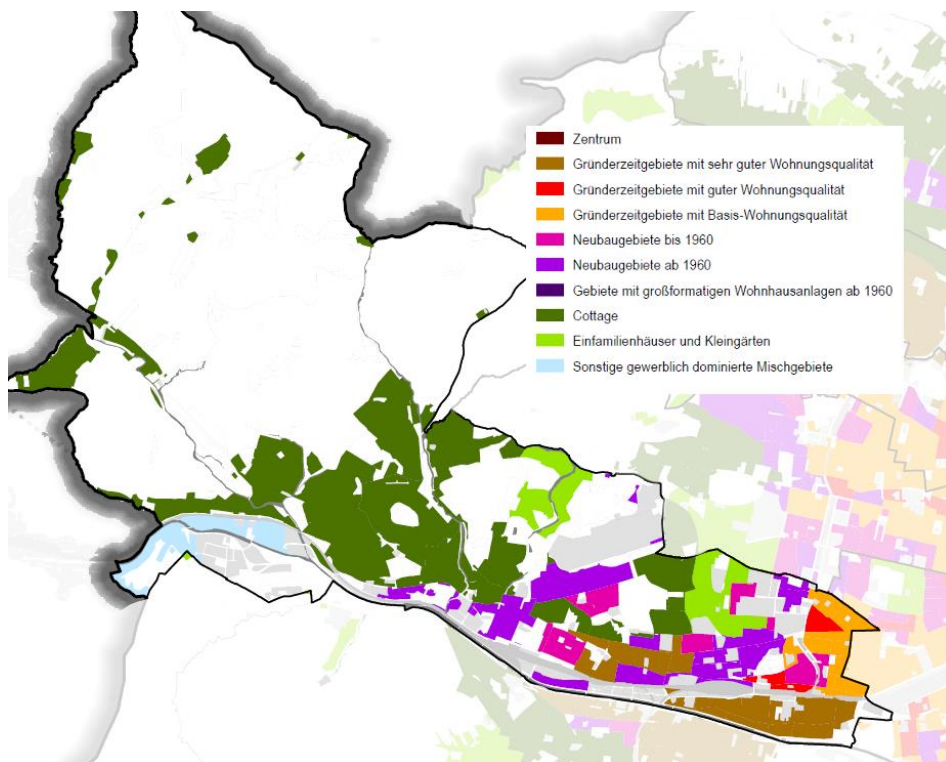 Zentrum
Gründerzeitgebiete mit sehr guter Wohnungsqualität
Gründerzeitgebiete mit guter Wohnungsqualität
Gründerzeitgebiete mit Basis-Wohnungsqualität
Neubaugebiete bis 1960
Neubaugebiete ab 1960
Gebiete mit großformatigen Wohnhausanlagen ab 1960
Cottage
Einfamilienhäuser und Kleingärten
Sonstige gewerblich dominierte Mischgebiete